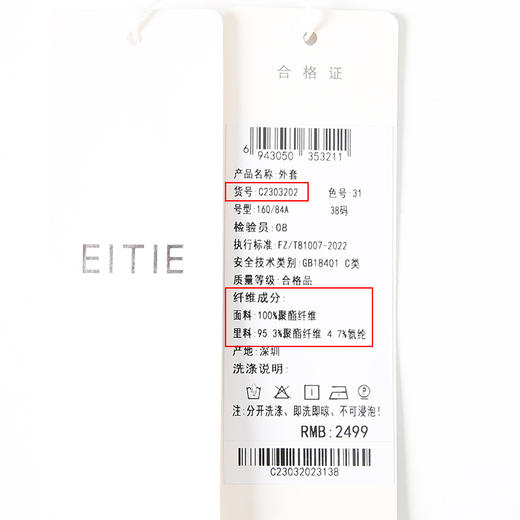 EITIE
合格证
6 943050 353211
产品名称:外套
货号:C2303202 色号:31
号型:160/84A 38码
检验员:08
执行标准:FZ/T81007-2022
安全技术类别:GB18401 C类
质量等级:合格品
纤维成分:
面料:100%聚酯纤维
里料:95.3%聚酯纤维 4.7%氨纶
产地:深圳
洗涤说明:
注:分开洗涤、即洗即晾、不可浸泡!
RMB:2499
C23032023138